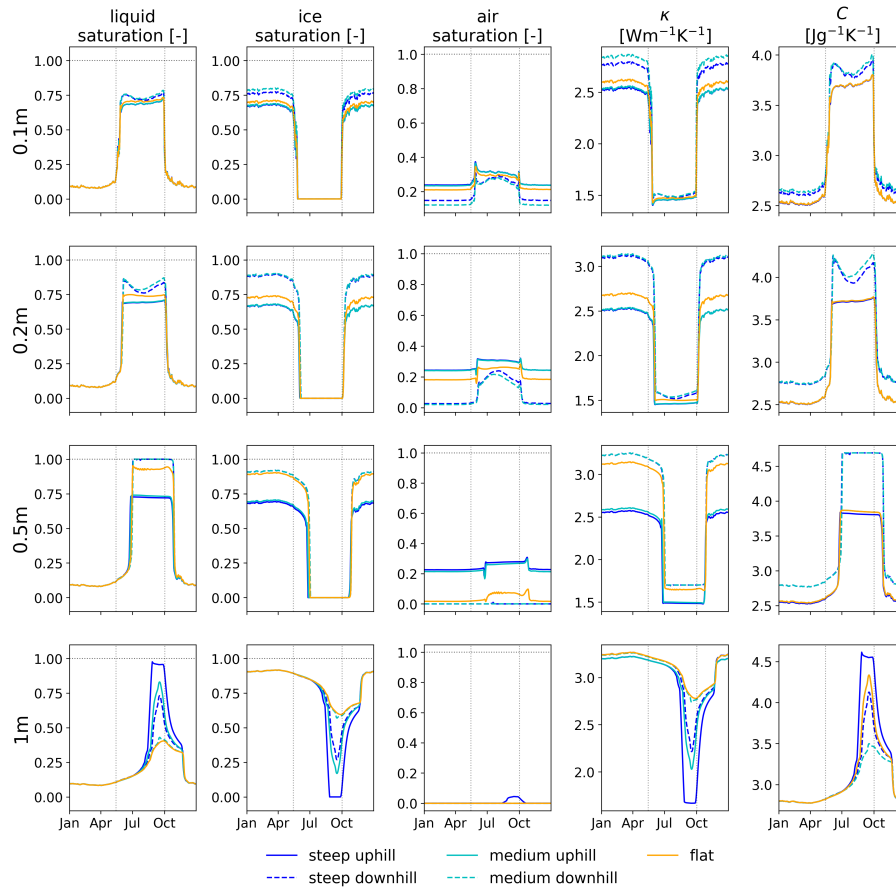 liquid saturation [-]
ice saturation [-]
air saturation [-]
κ [Wm⁻¹K⁻¹]
C [Jg⁻¹K⁻¹]
0.1m
1.00 0.75 0.50 0.25 0.00
1.00 0.75 0.50 0.25 0.00
1.0 0.8 0.6 0.4 0.2
2.5 2.0 1.5
4.0 3.5 3.0 2.5
0.2m
1.00 0.75 0.50 0.25 0.00
1.00 0.75 0.50 0.25 0.00
1.0 0.8 0.6 0.4 0.2 0.0
3.0 2.5 2.0 1.5
4.0 3.5 3.0 2.5
0.5m
1.00 0.75 0.50 0.25 0.00
1.00 0.75 0.50 0.25 0.00
1.0 0.8 0.6 0.4 0.2 0.0
3.0 2.5 2.0 1.5
4.5 4.0 3.5 3.0 2.5
1m
1.00 0.75 0.50 0.25 0.00
1.00 0.75 0.50 0.25 0.00
1.0 0.8 0.6 0.4 0.2 0.0
3.0 2.5 2.0
4.5 4.0 3.5 3.0
Jan Apr Jul Oct
Jan Apr Jul Oct
Jan Apr Jul Oct
Jan Apr Jul Oct
Jan Apr Jul Oct
steep uphill medium uphill flat
steep downhill medium downhill